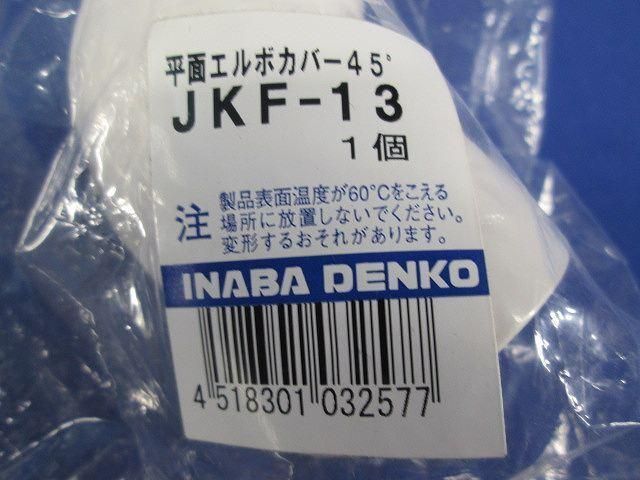 平面エルボカバー45°
JKF-13
1個
注
製品表面温度が60℃をこえる
場所に放置しないでください。
変形するおそれがあります。
INABA DENKO
4 518301 032577